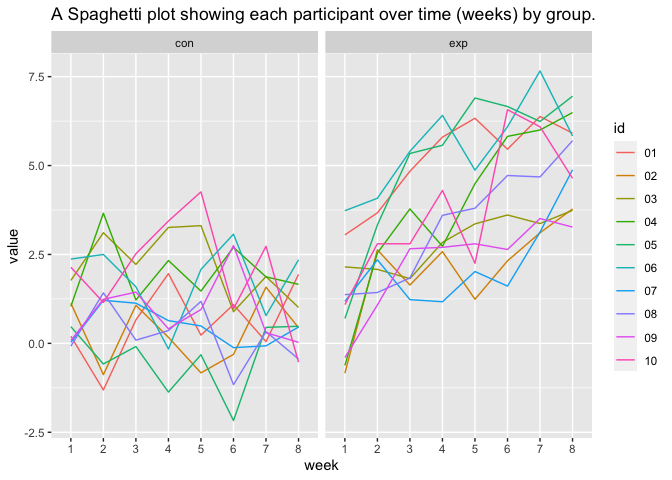 A Spaghetti plot showing each participant over time (weeks) by group.
con
exp
value
7.5
5.0
2.5
0.0
-2.5
1 2 3 4 5 6 7 8
1 2 3 4 5 6 7 8
week
id
01
02
03
04
05
06
07
08
09
10